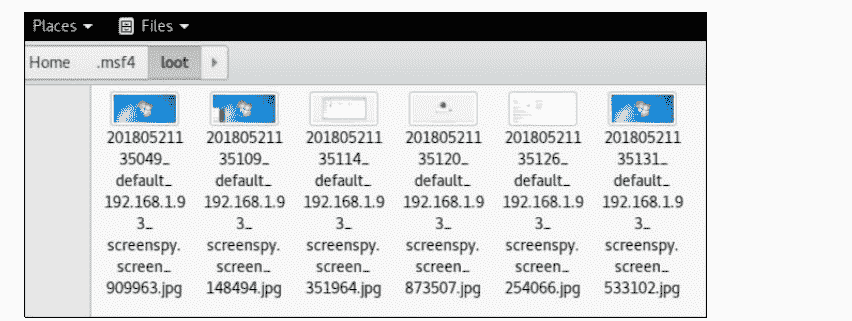 Places Files
Home .msf4 loot
201805211 201805211 201805211 201805211 201805211 201805211
35049_ 35109_ 35114_ 35120_ 35126_ 35131_
default_ default_ default_ default_ default_ default_
192.168.1.9 192.168.1.9 192.168.1.9 192.168.1.9 192.168.1.9 192.168.1.9
3_ 3_ 3_ 3_ 3_ 3_
screenspy. screenspy. screenspy. screenspy. screenspy. screenspy.
screen_ screen_ screen_ screen_ screen_ screen_
909963.jpg 148494.jpg 351964.jpg 873507.jpg 254066.jpg 533102.jpg